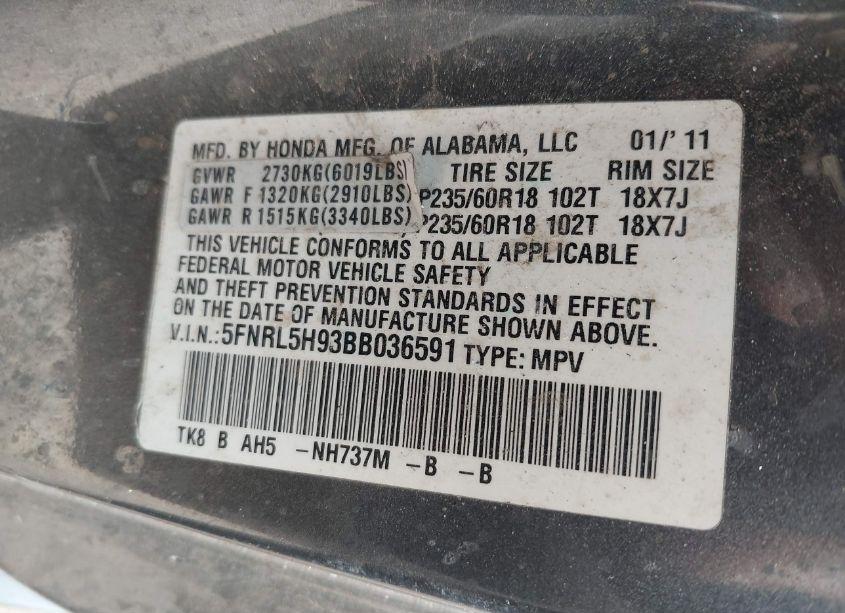 MFD. BY HONDA MFG. OF ALABAMA, LLC 01/' 11
GVWR 2730KG(6019LBS) TIRE SIZE RIM SIZE
GAWR F 1320KG(2910LBS) P235/60R18 102T 18X7J
GAWR R 1515KG(3340LBS) P235/60R18 102T 18X7J
THIS VEHICLE CONFORMS TO ALL APPLICABLE
FEDERAL MOTOR VEHICLE SAFETY
AND THEFT PREVENTION STANDARDS IN EFFECT
ON THE DATE OF MANUFACTURE SHOWN ABOVE.
V.I.N.: 5FNRL5H93BB036591 TYPE: MPV
TK8 B AH5 -NH737M -B -B